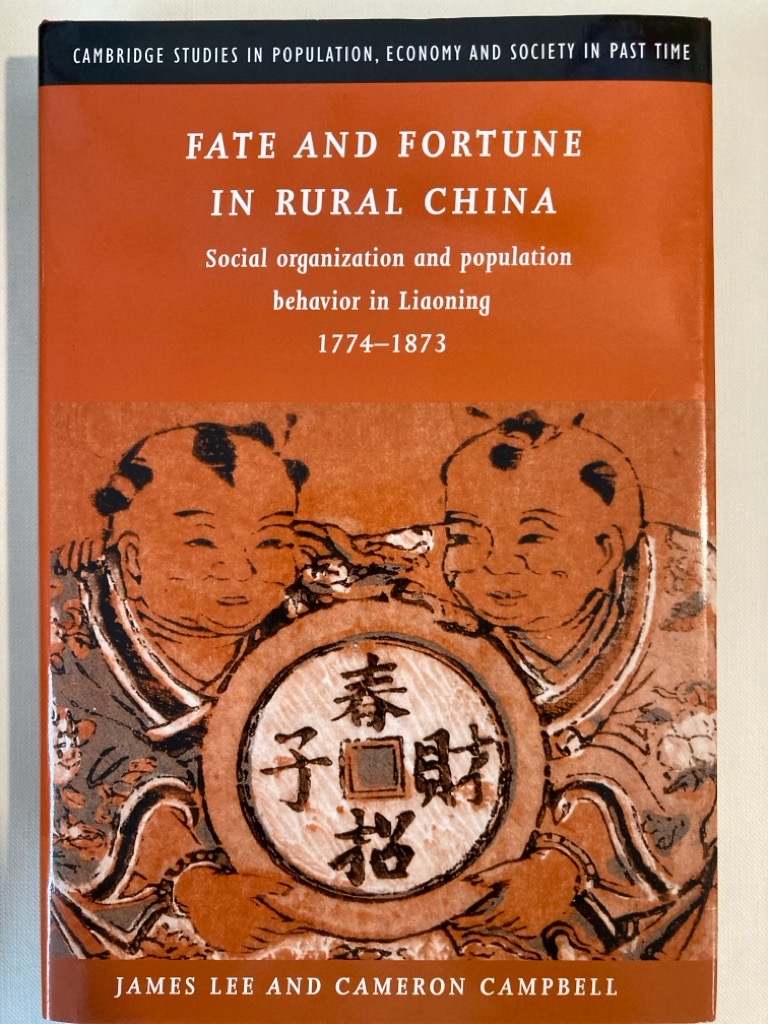 CAMBRIDGE STUDIES IN POPULATION, ECONOMY AND SOCIETY IN PAST TIME
FATE AND FORTUNE
IN RURAL CHINA
Social organization and population
behavior in Liaoning
1774–1873
春
子 財
招
JAMES LEE AND CAMERON CAMPBELL